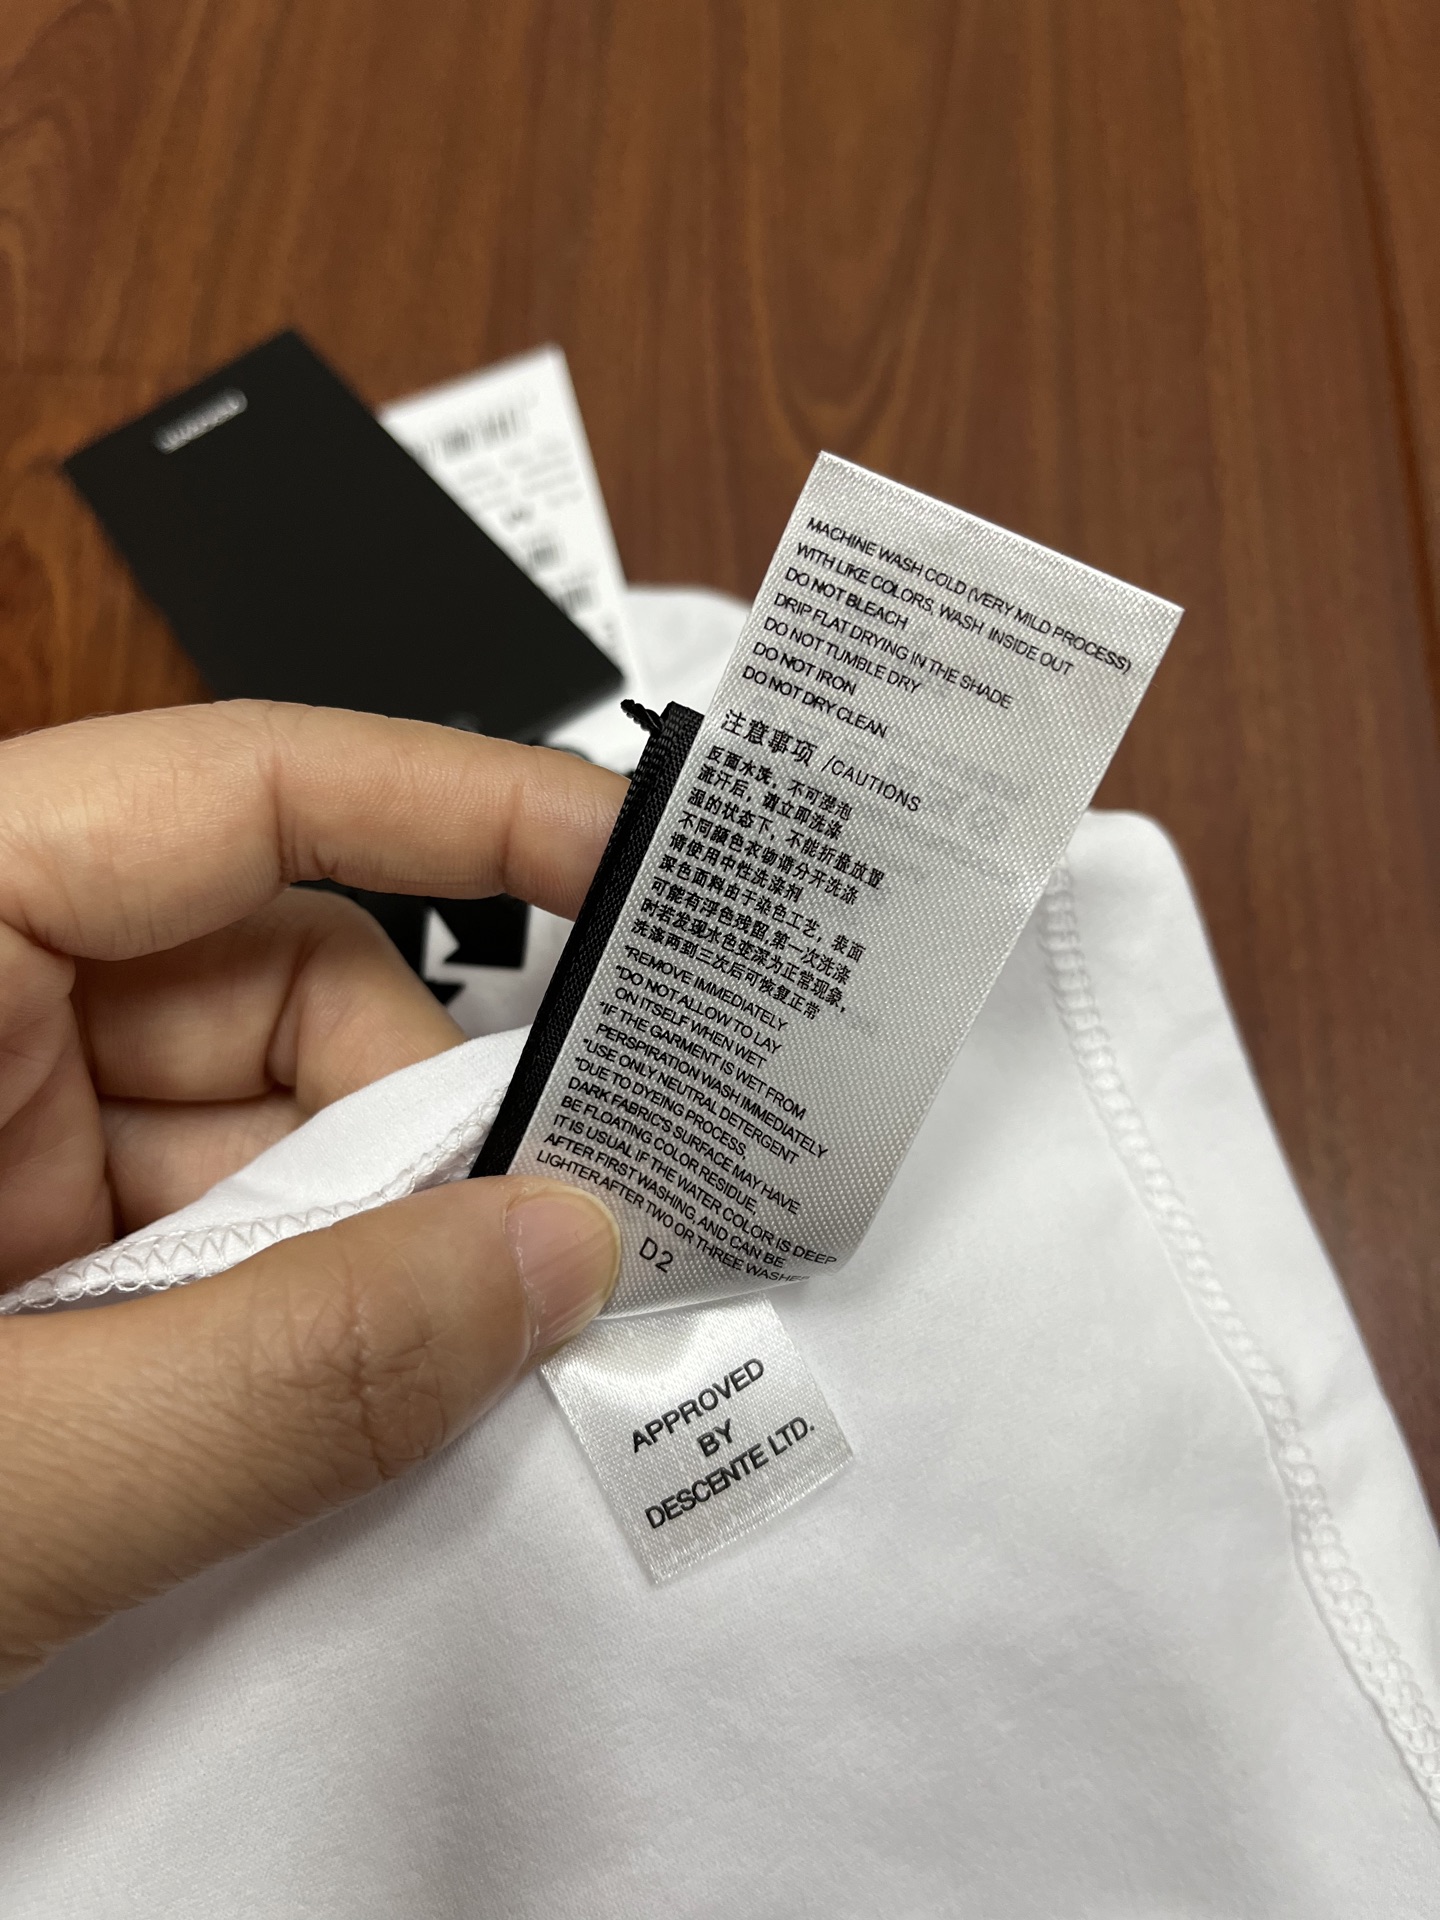 MACHINE WASH COLD (VERY MILD PROCESS)
WITH LIKE COLORS, WASH INSIDE OUT
DO NOT BLEACH
DRIP FLAT DRYING IN THE SHADE
DO NOT TUMBLE DRY
DO NOT IRON
DO NOT DRY CLEAN
注意事项 /CAUTIONS
反面水洗，不可浸泡
流汗后，请立即洗涤
湿的状态下，不能折叠放置
不同颜色衣物请分开洗涤
请使用中性洗涤剂
深色面料由于染色工艺，表面
可能有浮色残留,第一次洗涤
时若发现水色变深为正常现象，
洗涤两到三次后可恢复正常
*REMOVE IMMEDIATELY
*DO NOT ALLOW TO LAY
ON ITSELF WHEN WET
*IF THE GARMENT IS WET FROM
PERSPIRATION WASH IMMEDIATELY
*USE ONLY NEUTRAL DETERGENT
*DUE TO DYEING PROCESS,
DARK FABRIC'S SURFACE MAY HAVE
BE FLOATING COLOR RESIDUE,
IT IS USUAL IF THE WATER COLOR IS DEEP
AFTER FIRST WASHING, AND CAN BE
LIGHTER AFTER TWO OR THREE WASHES
D2
APPROVED
BY
DESCENTE LTD.